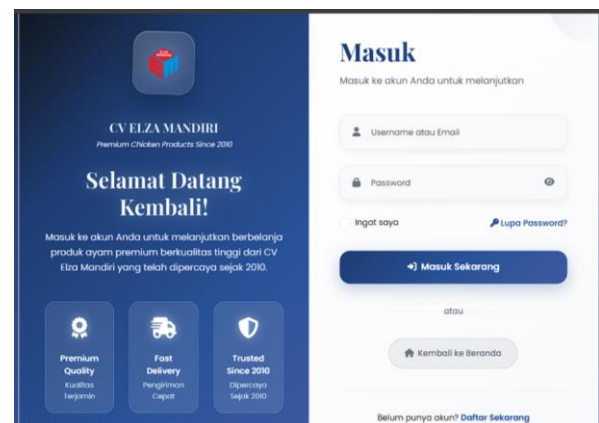 CV ELZA MANDIRI
Premium Chicken Products Since 2010
Selamat Datang
Kembali!
Masuk ke akun Anda untuk melanjutkan berbelanja
produk ayam premium berkualitas tinggi dari CV
Elza Mandiri yang telah dipercaya sejak 2010.
Premium
Quality
Kualitas
Terjamin
Fast
Delivery
Pengiriman
Cepat
Trusted
Since 2010
Dipercaya
Sejak 2010
Masuk
Masuk ke akun Anda untuk melanjutkan
Username atau Email
Password
Ingat saya
Lupa Password?
Masuk Sekarang
atau
Kembali ke Beranda
Belum punya akun? Daftar Sekarang